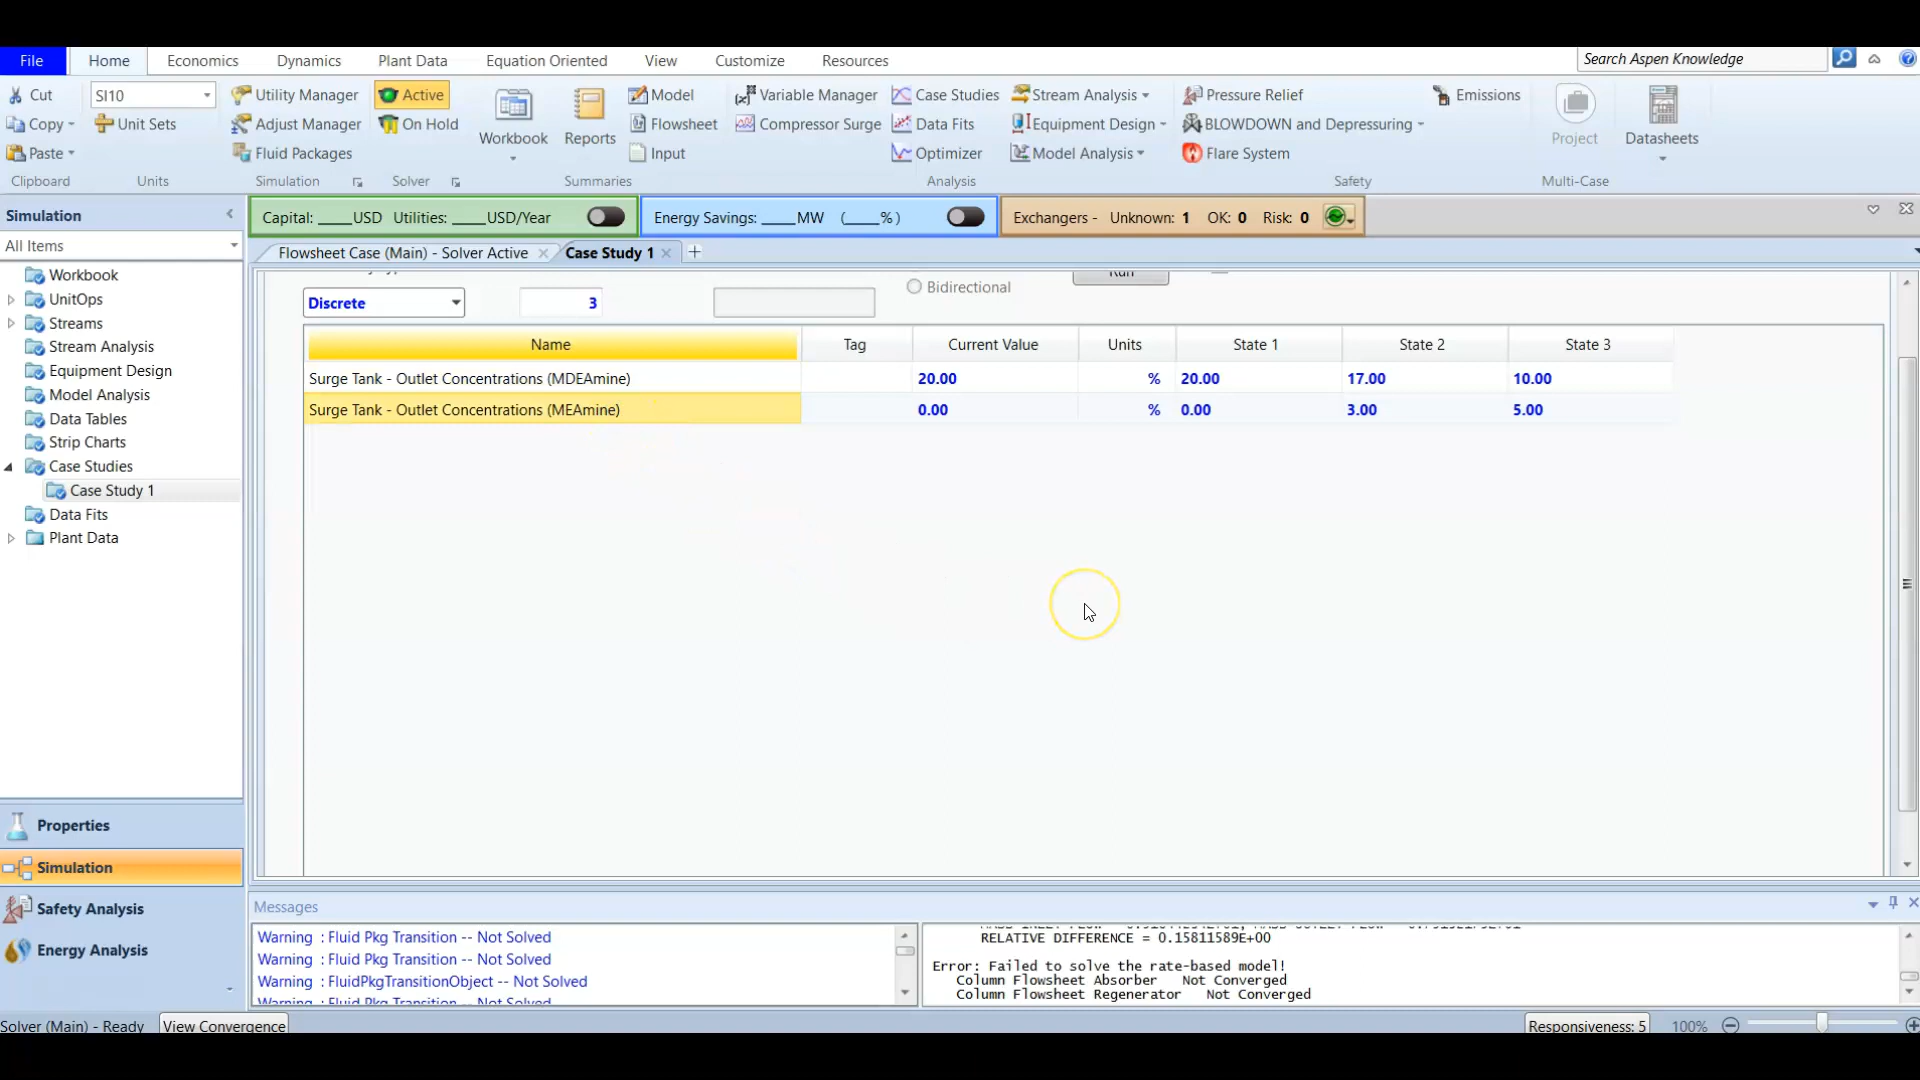 File Home Economics Dynamics Plant Data Equation Oriented View Customize Resources Search Aspen Knowledge
Cut SI10 Utility Manager Active Model Variable Manager Case Studies Stream Analysis Pressure Relief Emissions
Copy Unit Sets Adjust Manager On Hold Workbook Reports Flowsheet Compressor Surge Data Fits Equipment Design BLOWDOWN and Depressuring Project Datasheets
Paste Fluid Packages Input Optimizer Model Analysis Flare System
Clipboard Units Simulation Solver Summaries Analysis Safety Multi-Case
Simulation
Capital: ____USD Utilities: ____USD/Year Energy Savings: ____MW (____%) Exchangers - Unknown: 1 OK: 0 Risk: 0
All Items
Flowsheet Case (Main) - Solver Active Case Study 1
Workbook
UnitOps
Streams
Stream Analysis
Equipment Design
Model Analysis
Data Tables
Strip Charts
Case Studies
Case Study 1
Data Fits
Plant Data
Properties
Simulation
Safety Analysis
Energy Analysis
Run
Bidirectional
Discrete 3
Name Tag Current Value Units State 1 State 2 State 3
Surge Tank - Outlet Concentrations (MDEAmine) 20.00 % 20.00 17.00 10.00
Surge Tank - Outlet Concentrations (MEAmine) 0.00 % 0.00 3.00 5.00
Messages
Warning : Fluid Pkg Transition -- Not Solved
Warning : Fluid Pkg Transition -- Not Solved
Warning : FluidPkgTransitionObject -- Not Solved
Warning : Fluid Pkg Transition -- Not Solved
RELATIVE DIFFERENCE = 0.15811589E+00
Error: Failed to solve the rate-based model!
Column Flowsheet Absorber Not Converged
Column Flowsheet Regenerator Not Converged
Solver (Main) - Ready View Convergence Responsiveness: 5 100%